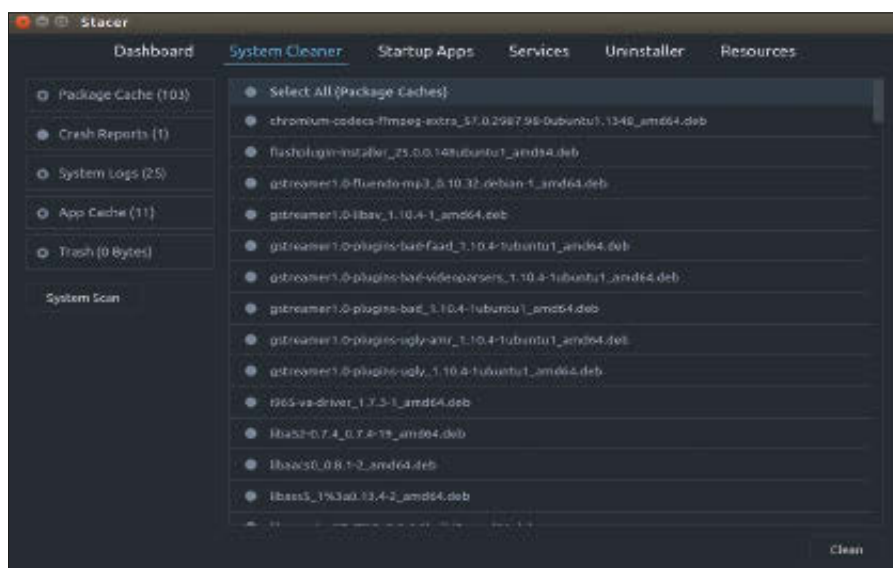 Stacer
Dashboard System Cleaner Startup Apps Services Uninstaller Resources
Package Cache (103)
Crash Reports (1)
System Logs (25)
App Cache (11)
Trash (0 Bytes)
System Scan
Select All (Package Caches)
chromium-codecs-ffmpeg-extra_57.0.2987.98-0ubuntu1.1348_amd64.deb
flashplugin-installer_25.0.0.148ubuntu1_amd64.deb
gstreamer1.0-fluendo-mp3_0.10.32.debian-1_amd64.deb
gstreamer1.0-libav_1.10.4-1_amd64.deb
gstreamer1.0-plugins-bad-faad_1.10.4-1ubuntu1_amd64.deb
gstreamer1.0-plugins-bad-videoparsers_1.10.4-1ubuntu1_amd64.deb
gstreamer1.0-plugins-bad_1.10.4-1ubuntu1_amd64.deb
gstreamer1.0-plugins-ugly-amr_1.10.4-1ubuntu1_amd64.deb
gstreamer1.0-plugins-ugly_1.10.4-1ubuntu1_amd64.deb
i965-va-driver_1.7.3-1_amd64.deb
liba52-0.7.4_0.7.4-19_amd64.deb
libaacs0_0.8.1-2_amd64.deb
libass5_1%3a0.13.4-2_amd64.deb
Clean